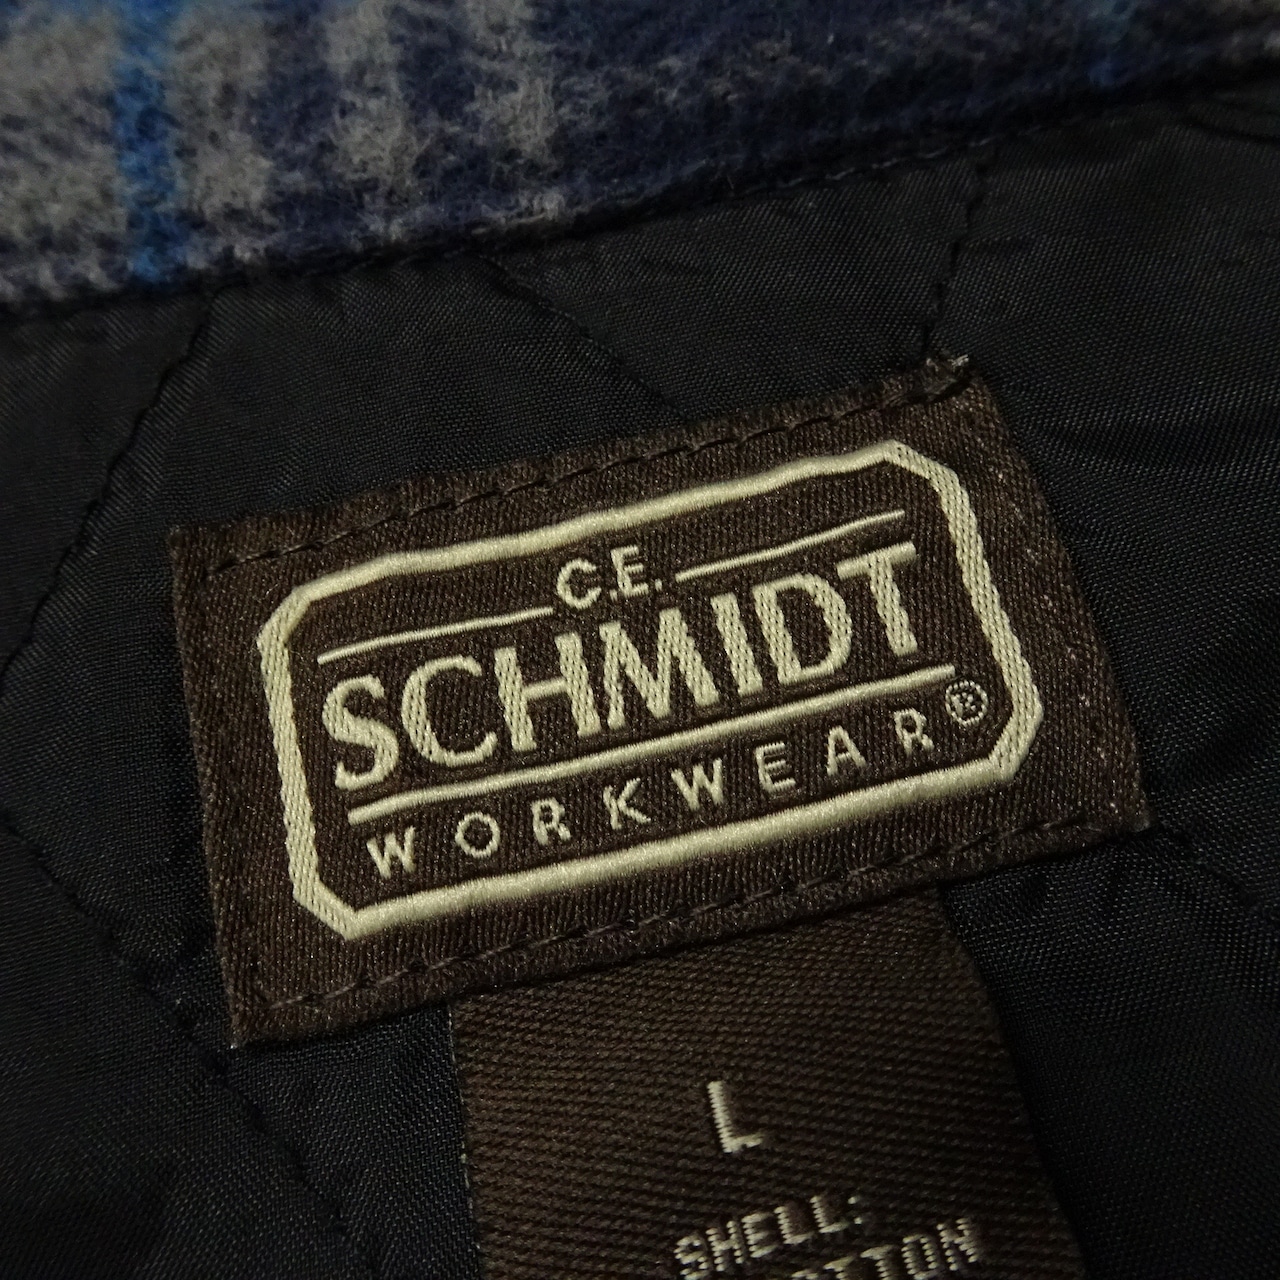 C.E.
SCHMIDT
WORKWEAR®
L
SHELL: